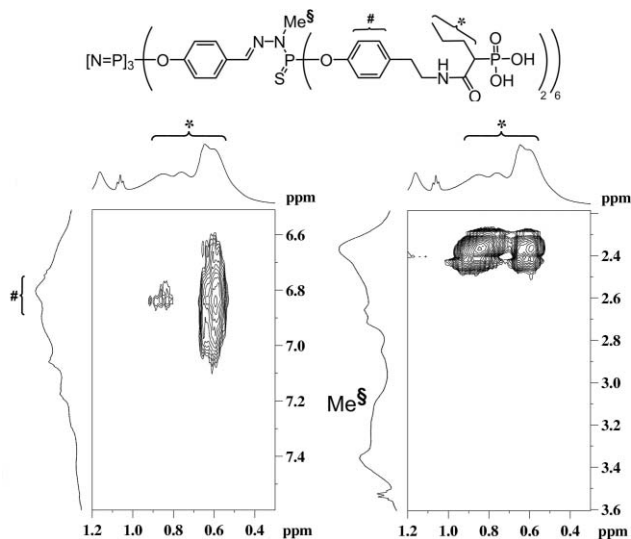 Me§
#
*
[N=P]3
O
N
N
P
S
O
N
H
O
O
P
OH
OH
2
6
*
*
ppm
ppm
6.6
6.8
7.0
7.2
7.4
#
2.4
2.6
2.8
3.0
3.2
3.4
3.6
Me§
1.2 1.0 0.8 0.6 0.4 ppm
1.2 1.0 0.8 0.6 0.4 ppm